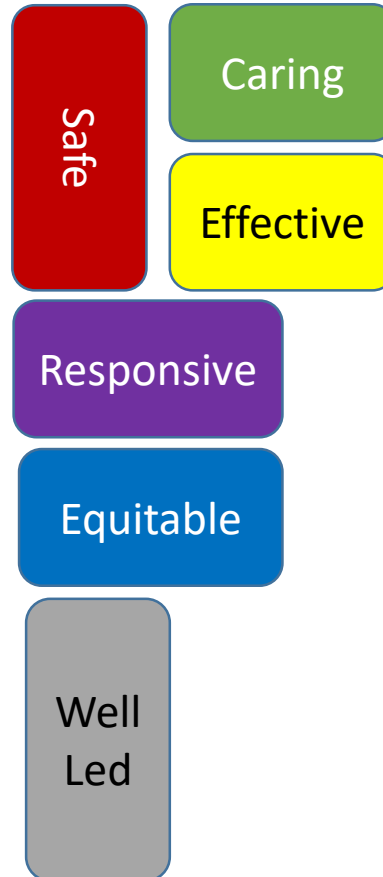 Safe
Caring
Effective
Responsive
Equitable
Well
Led